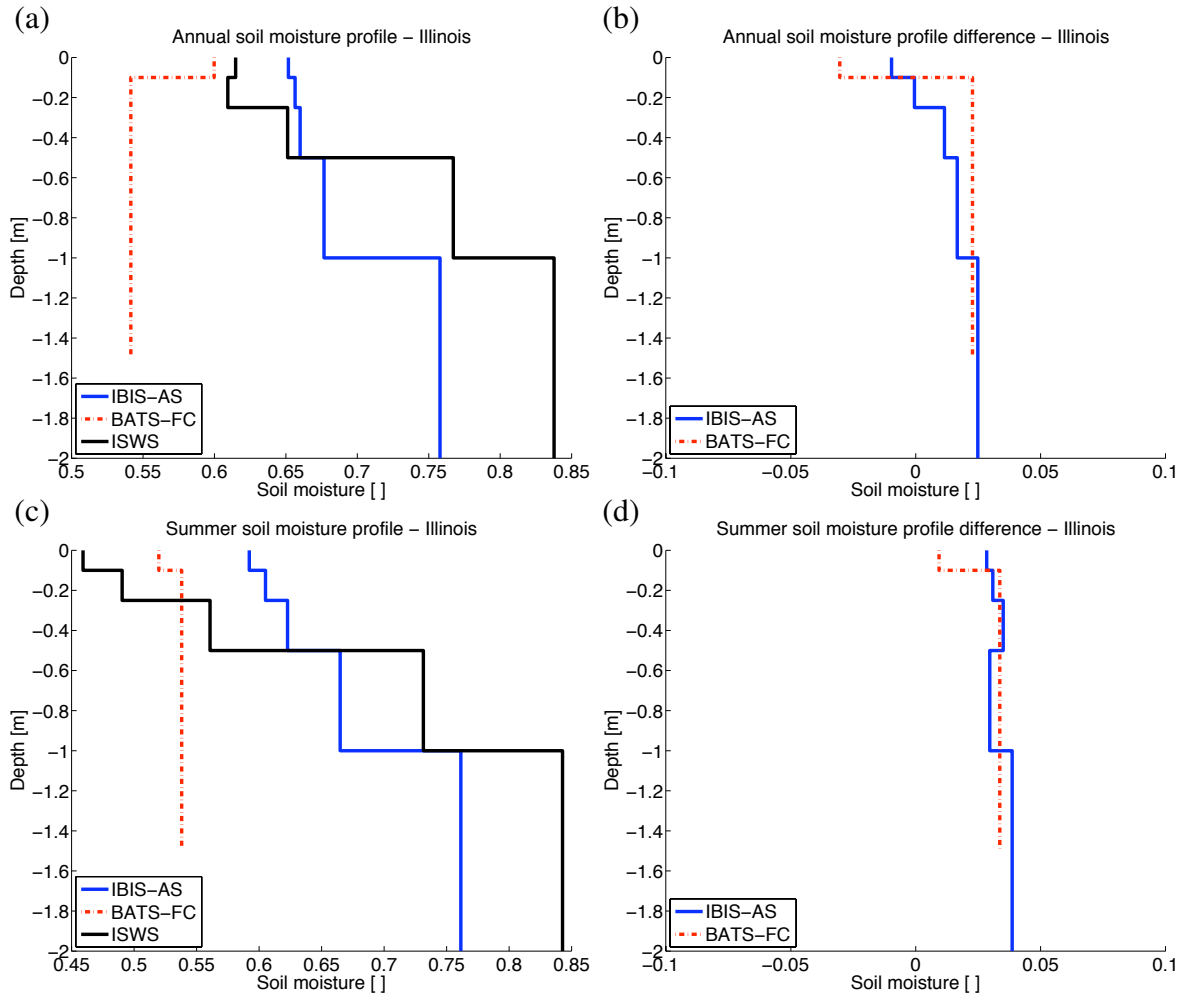 (a)
Annual soil moisture profile − Illinois
0
−0.2
−0.4
−0.6
−0.8
−1
−1.2
−1.4
−1.6
−1.8
−2
Depth [m]
0.5 0.55 0.6 0.65 0.7 0.75 0.8 0.85
Soil moisture [ ]
IBIS−AS
BATS−FC
ISWS
(b)
Annual soil moisture profile difference − Illinois
0
−0.2
−0.4
−0.6
−0.8
−1
−1.2
−1.4
−1.6
−1.8
−2
Depth [m]
−0.1 −0.05 0 0.05 0.1
Soil moisture [ ]
IBIS−AS
BATS−FC
(c)
Summer soil moisture profile − Illinois
0
−0.2
−0.4
−0.6
−0.8
−1
−1.2
−1.4
−1.6
−1.8
−2
Depth [m]
0.45 0.5 0.55 0.6 0.65 0.7 0.75 0.8 0.85
Soil moisture [ ]
IBIS−AS
BATS−FC
ISWS
(d)
Summer soil moisture profile difference − Illinois
0
−0.2
−0.4
−0.6
−0.8
−1
−1.2
−1.4
−1.6
−1.8
−2
Depth [m]
−0.1 −0.05 0 0.05 0.1
Soil moisture [ ]
IBIS−AS
BATS−FC